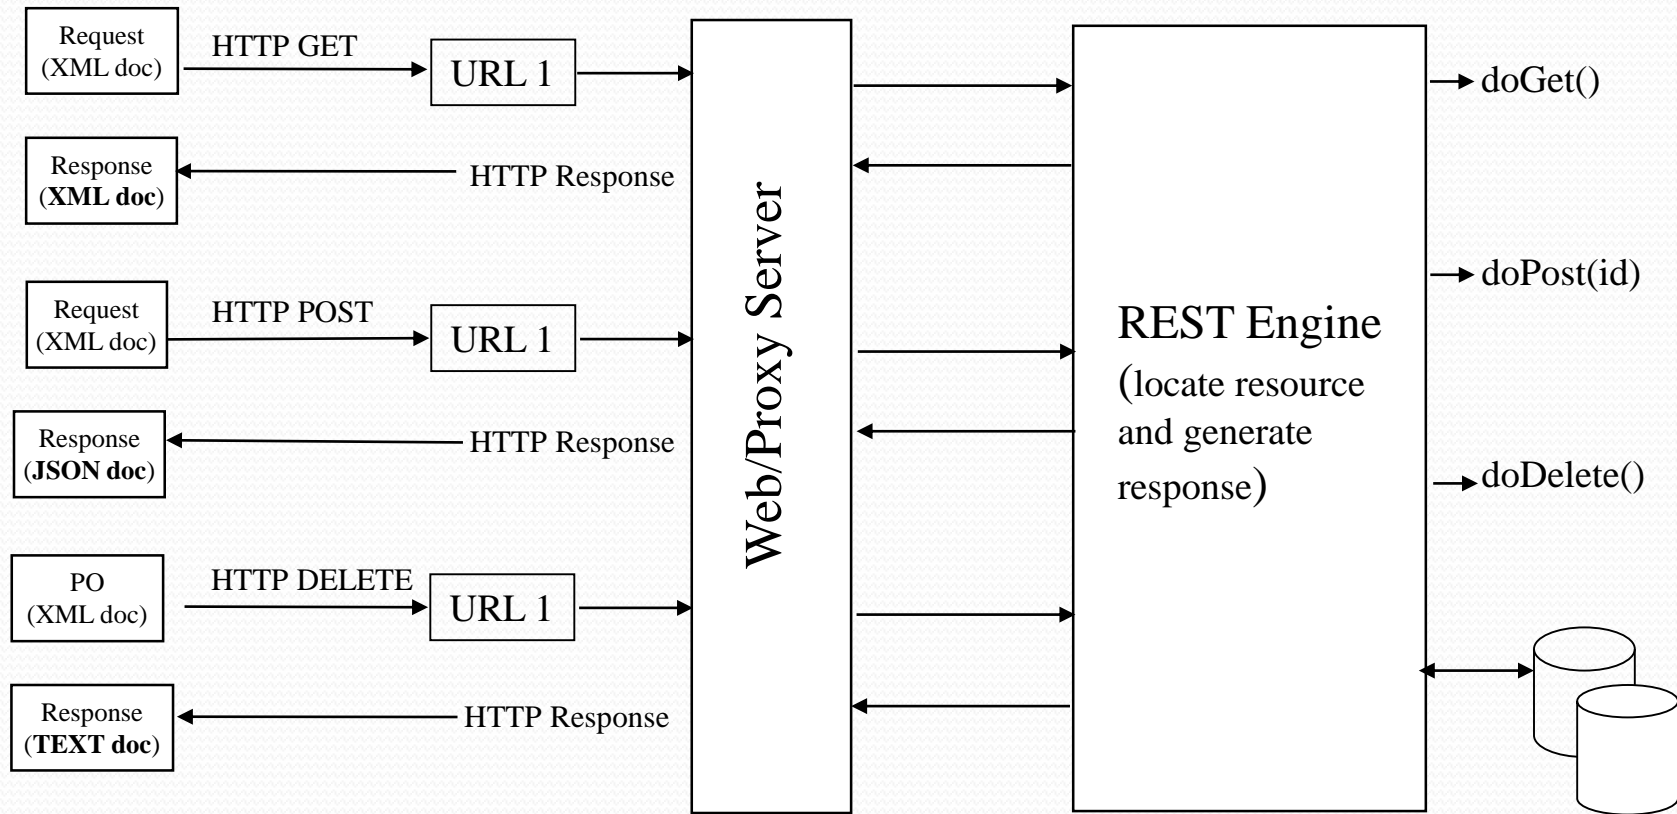 Request
(XML doc)
HTTP GET
URL 1
Response
(XML doc)
HTTP Response
Request
(XML doc)
HTTP POST
URL 1
Response
(JSON doc)
HTTP Response
PO
(XML doc)
HTTP DELETE
URL 1
Response
(TEXT doc)
HTTP Response
Web/Proxy Server
REST Engine
(locate resource
and generate
response)
doGet()
doPost(id)
doDelete()